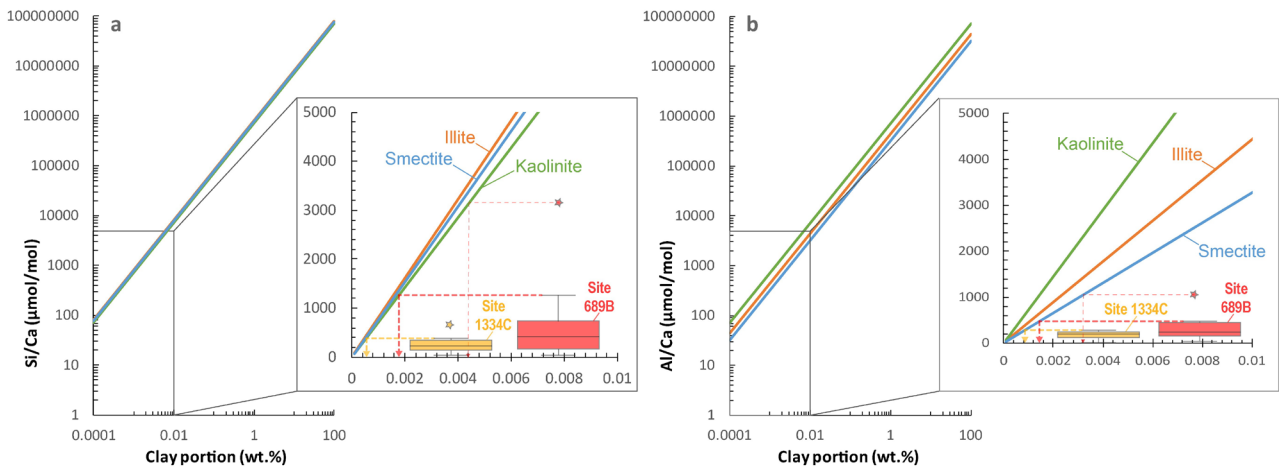 a
Si/Ca (μmol/mol)
100000000
10000000
1000000
100000
10000
1000
100
10
1
0.0001
0.01
1
100
Clay portion (wt.%)
5000
4000
3000
2000
1000
0
0
0.002
0.004
0.006
0.008
0.01
Illite
Smectite
Kaolinite
Site
1334C
Site
689B
b
Al/Ca (μmol/mol)
100000000
10000000
1000000
100000
10000
1000
100
10
1
0.0001
0.01
1
100
Clay portion (wt.%)
5000
4000
3000
2000
1000
0
0
0.002
0.004
0.006
0.008
0.01
Kaolinite
Illite
Smectite
Site 1334C
Site
689B